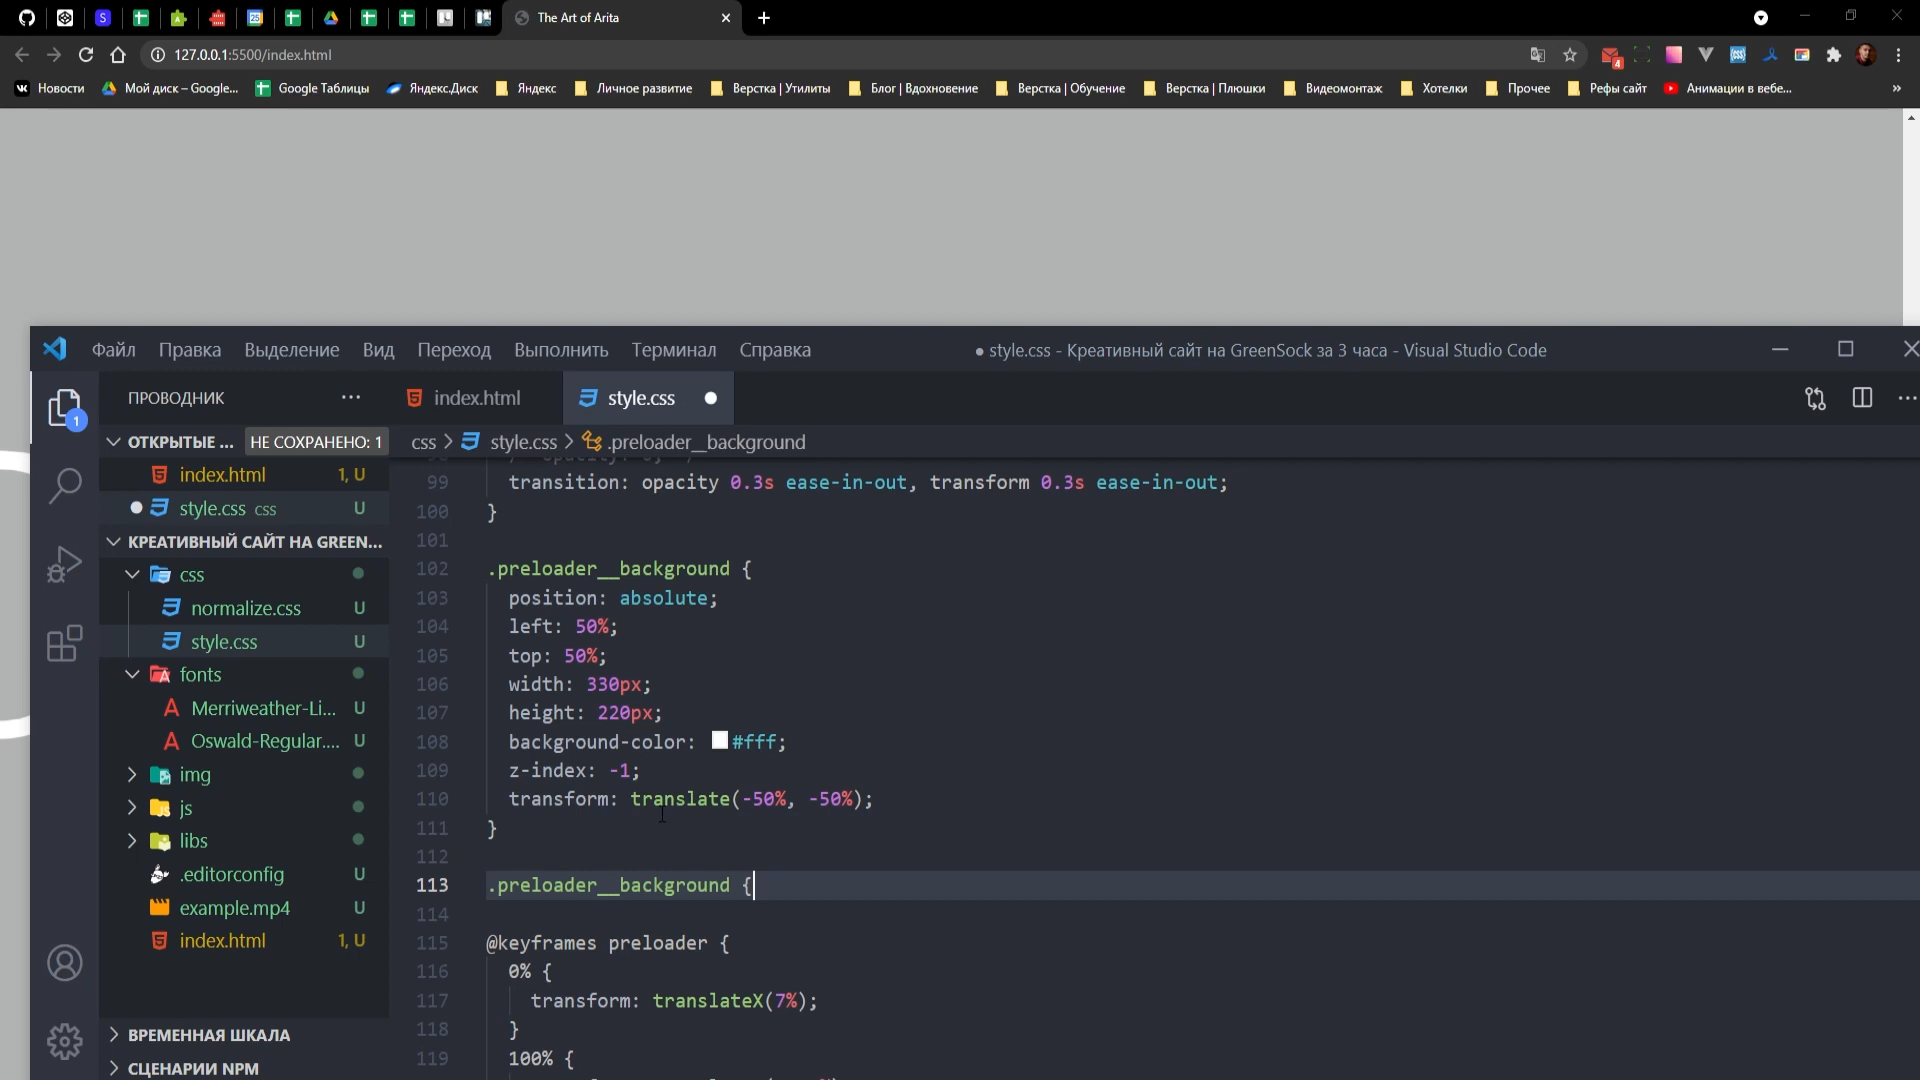 The Art of Arita
127.0.0.1:5500/index.html
4
Новости Мой диск – Google... Google Таблицы Яндекс.Диск Яндекс Личное развитие Верстка | Утилиты Блог | Вдохновение Верстка | Обучение Верстка | Плюшки Видеомонтаж Хотелки Прочее Рефы сайт Анимации в вебе... »
Файл Правка Выделение Вид Переход Выполнить Терминал Справка
● style.css - Креативный сайт на GreenSock за 3 часа - Visual Studio Code
ПРОВОДНИК ···
index.html style.css
1
ОТКРЫТЫЕ ... НЕ СОХРАНЕНО: 1
css > style.css > .preloader__background
index.html 1, U
style.css css U
КРЕАТИВНЫЙ САЙТ НА GREEN...
css
normalize.css U
style.css U
fonts
Merriweather-Li... U
Oswald-Regular.... U
img
js
libs
.editorconfig U
example.mp4 U
index.html 1, U
ВРЕМЕННАЯ ШКАЛА
СЦЕНАРИИ NPM
99 transition: opacity 0.3s ease-in-out, transform 0.3s ease-in-out;
100 }
101
102 .preloader__background {
103 position: absolute;
104 left: 50%;
105 top: 50%;
106 width: 330px;
107 height: 220px;
108 background-color: #fff;
109 z-index: -1;
110 transform: translate(-50%, -50%);
111 }
112
113 .preloader__background {
114
115 @keyframes preloader {
116 0% {
117 transform: translateX(7%);
118 }
119 100% {